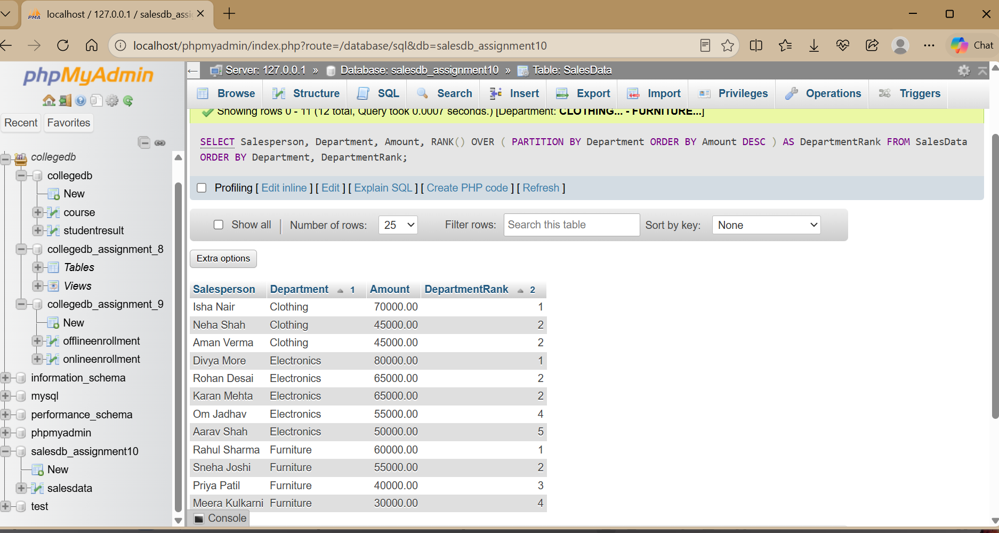 localhost / 127.0.0.1 / salesdb_assi
localhost/phpmyadmin/index.php?route=/database/sql&db=salesdb_assignment10
Chat
phpMyAdmin
Recent
Favorites
collegedb
collegedb
New
course
studentresult
collegedb_assignment_8
Tables
Views
collegedb_assignment_9
New
offlineenrollment
onlineenrollment
information_schema
mysql
performance_schema
phpmyadmin
salesdb_assignment10
New
salesdata
test
Server: 127.0.0.1 » Database: salesdb_assignment10 » Table: SalesData
Browse Structure SQL Search Insert Export Import Privileges Operations Triggers
Showing rows 0 - 11 (12 total, Query took 0.0007 seconds.) [Department: CLOTHING... - FURNITURE...]
SELECT Salesperson, Department, Amount, RANK() OVER ( PARTITION BY Department ORDER BY Amount DESC ) AS DepartmentRank FROM SalesData
ORDER BY Department, DepartmentRank;
Profiling [ Edit inline ] [ Edit ] [ Explain SQL ] [ Create PHP code ] [ Refresh ]
Show all Number of rows: 25 Filter rows: Search this table Sort by key: None
Extra options
Salesperson Department 1 Amount DepartmentRank 2
Isha Nair Clothing 70000.00 1
Neha Shah Clothing 45000.00 2
Aman Verma Clothing 45000.00 2
Divya More Electronics 80000.00 1
Rohan Desai Electronics 65000.00 2
Karan Mehta Electronics 65000.00 2
Om Jadhav Electronics 55000.00 4
Aarav Shah Electronics 50000.00 5
Rahul Sharma Furniture 60000.00 1
Sneha Joshi Furniture 55000.00 2
Priya Patil Furniture 40000.00 3
Meera Kulkarni Furniture 30000.00 4
Console